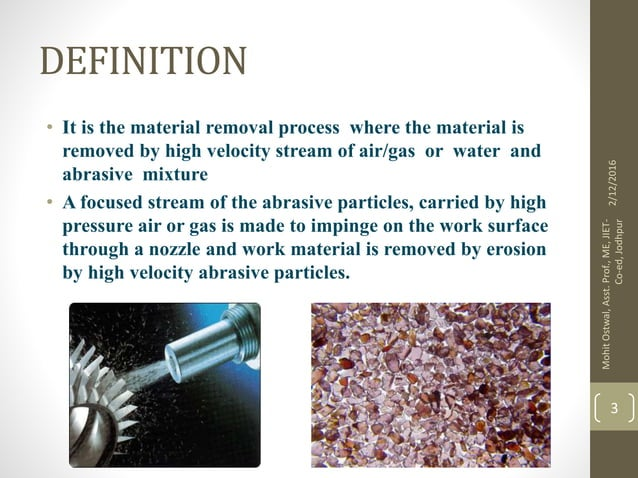 DEFINITION
• It is the material removal process where the material is
removed by high velocity stream of air/gas or water and
abrasive mixture
• A focused stream of the abrasive particles, carried by high
pressure air or gas is made to impinge on the work surface
through a nozzle and work material is removed by erosion
by high velocity abrasive particles.
2/12/2016
Mohit Ostwal, Asst. Prof., ME, JIET-
Co-ed, Jodhpur
3